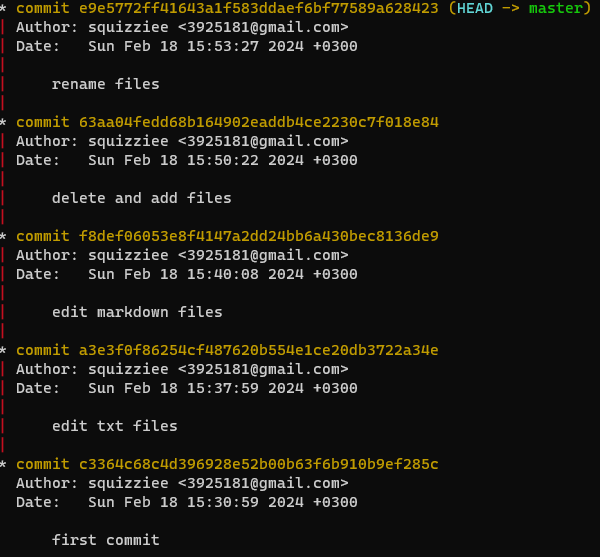 * commit e9e5772ff41643a1f583ddaef6bf77589a628423 (HEAD -> master)
| Author: squizziee <3925181@gmail.com>
| Date:   Sun Feb 18 15:53:27 2024 +0300
|
|     rename files
|
* commit 63aa04fedd68b164902eaddb4ce2230c7f018e84
| Author: squizziee <3925181@gmail.com>
| Date:   Sun Feb 18 15:50:22 2024 +0300
|
|     delete and add files
|
* commit f8def06053e8f4147a2dd24bb6a430bec8136de9
| Author: squizziee <3925181@gmail.com>
| Date:   Sun Feb 18 15:40:08 2024 +0300
|
|     edit markdown files
|
* commit a3e3f0f86254cf487620b554e1ce20db3722a34e
| Author: squizziee <3925181@gmail.com>
| Date:   Sun Feb 18 15:37:59 2024 +0300
|
|     edit txt files
|
* commit c3364c68c4d396928e52b00b63f6b910b9ef285c
  Author: squizziee <3925181@gmail.com>
  Date:   Sun Feb 18 15:30:59 2024 +0300

      first commit